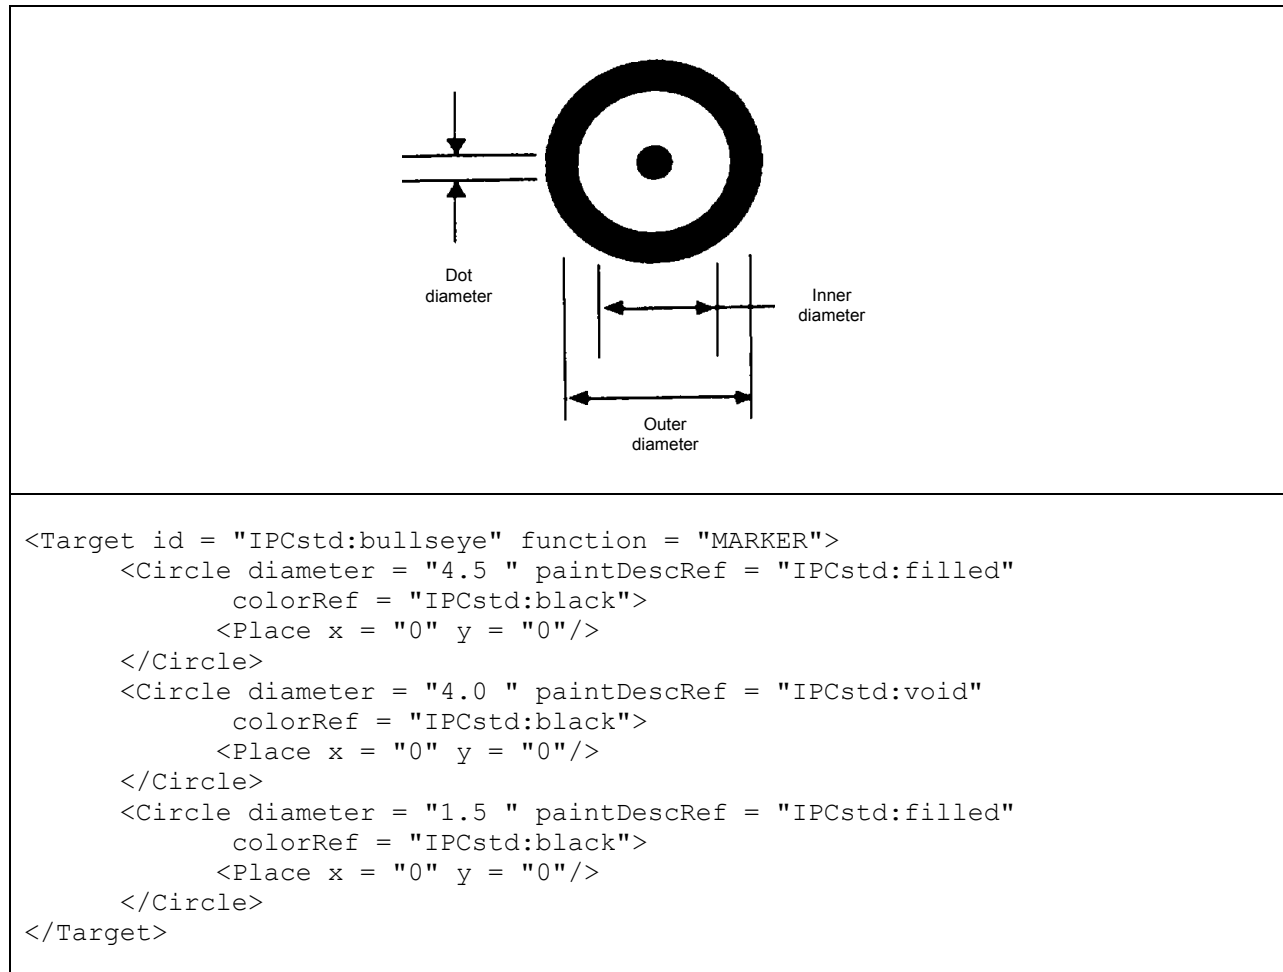 Dot
diameter
Inner
diameter
Outer
diameter
<Target id = "IPCstd:bullseye" function = "MARKER">
<Circle diameter = "4.5 " paintDescRef = "IPCstd:filled"
colorRef = "IPCstd:black">
<Place x = "0" y = "0"/>
</Circle>
<Circle diameter = "4.0 " paintDescRef = "IPCstd:void"
colorRef = "IPCstd:black">
<Place x = "0" y = "0"/>
</Circle>
<Circle diameter = "1.5 " paintDescRef = "IPCstd:filled"
colorRef = "IPCstd:black">
<Place x = "0" y = "0"/>
</Circle>
</Target>